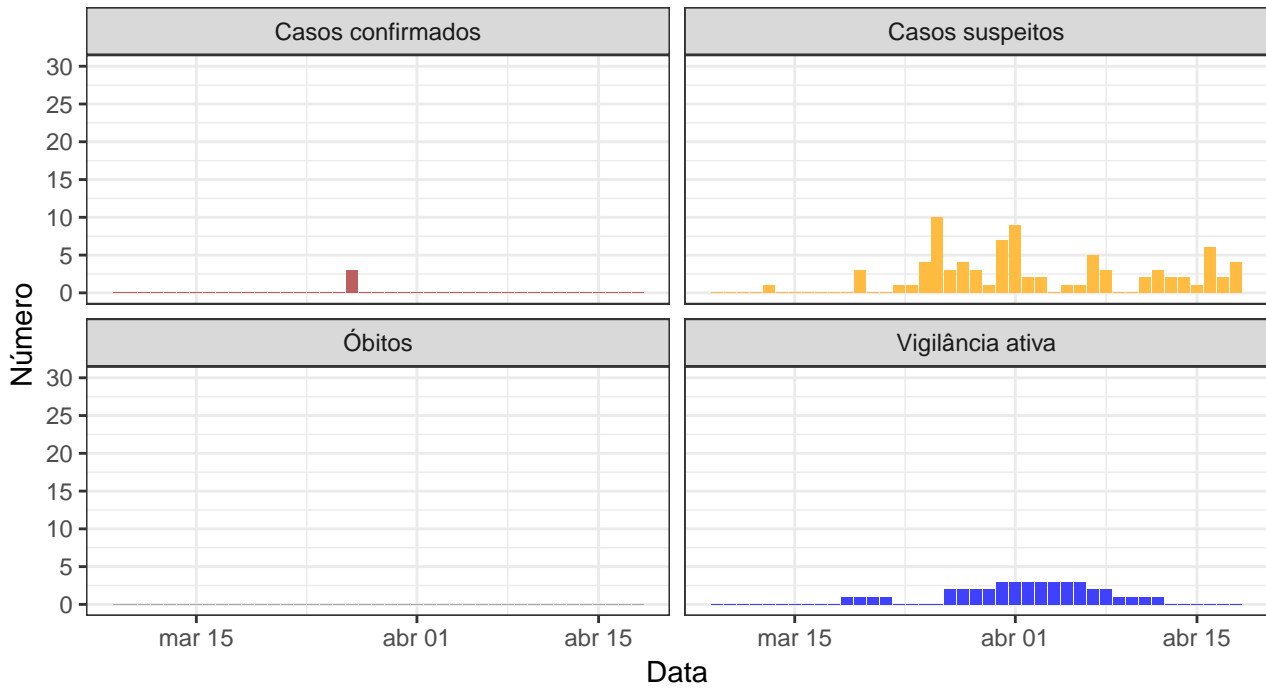 Casos confirmados
Casos suspeitos
30
25
20
15
10
5
0
Óbitos
Vigilância ativa
30
25
20
15
10
5
0
Número
mar 15
abr 01
abr 15
mar 15
abr 01
abr 15
Data